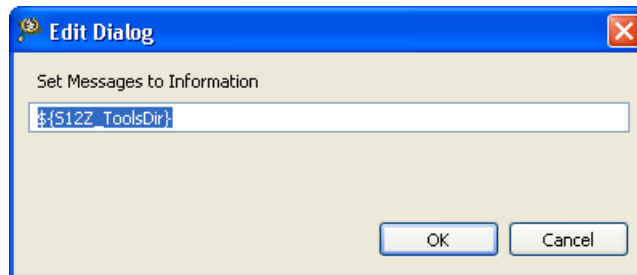 Edit Dialog
Set Messages to Information
${S12Z_ToolsDir}
OK
Cancel